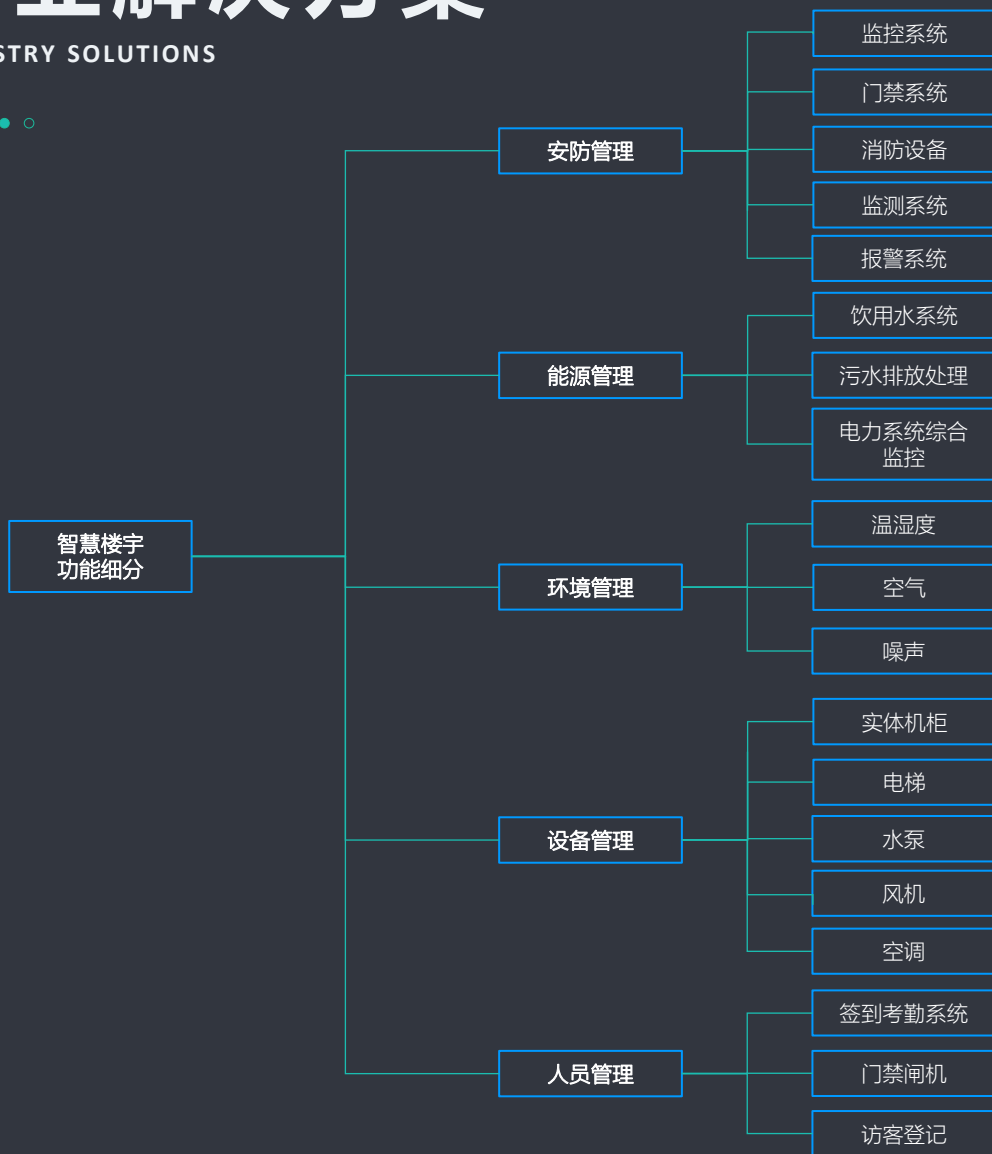 业解决方案
STRY SOLUTIONS
智慧楼宇
功能细分
安防管理
监控系统
门禁系统
消防设备
监测系统
报警系统
能源管理
饮用水系统
污水排放处理
电力系统综合
监控
环境管理
温湿度
空气
噪声
设备管理
实体机柜
电梯
水泵
风机
空调
人员管理
签到考勤系统
门禁闸机
访客登记